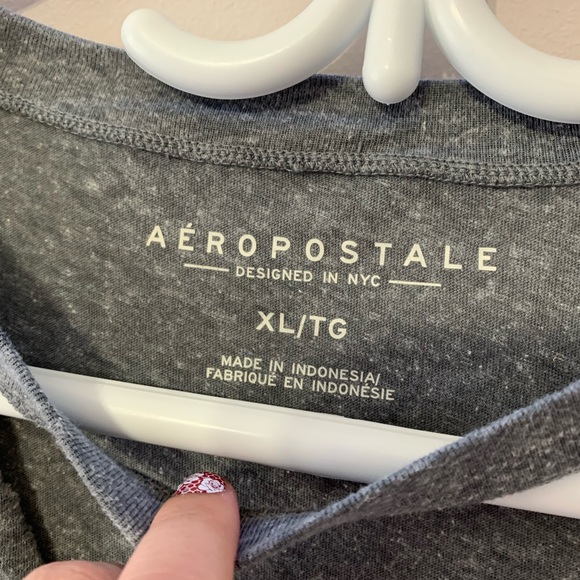 AÉROPOSTALE
DESIGNED IN NYC
XL/TG
MADE IN INDONESIA/
FABRIQUÉ EN INDONÉSIE